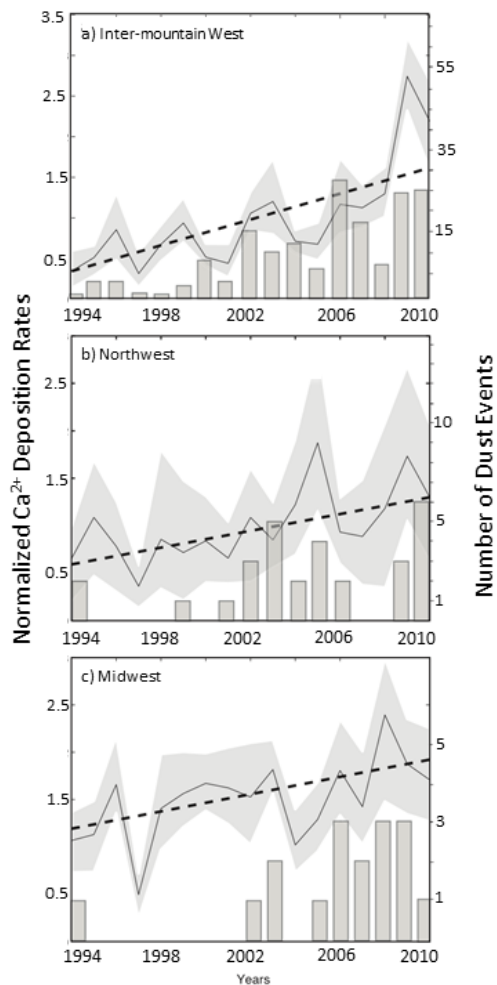 Normalized Ca²⁺ Deposition Rates
Number of Dust Events
a) Inter-mountain West
3.5
2.5
1.5
0.5
55
35
15
1994 1998 2002 2006 2010
b) Northwest
2.5
1.5
0.5
10
5
1
1994 1998 2002 2006 2010
c) Midwest
2.5
1.5
0.5
5
3
1
1994 1998 2002 2006 2010
Years